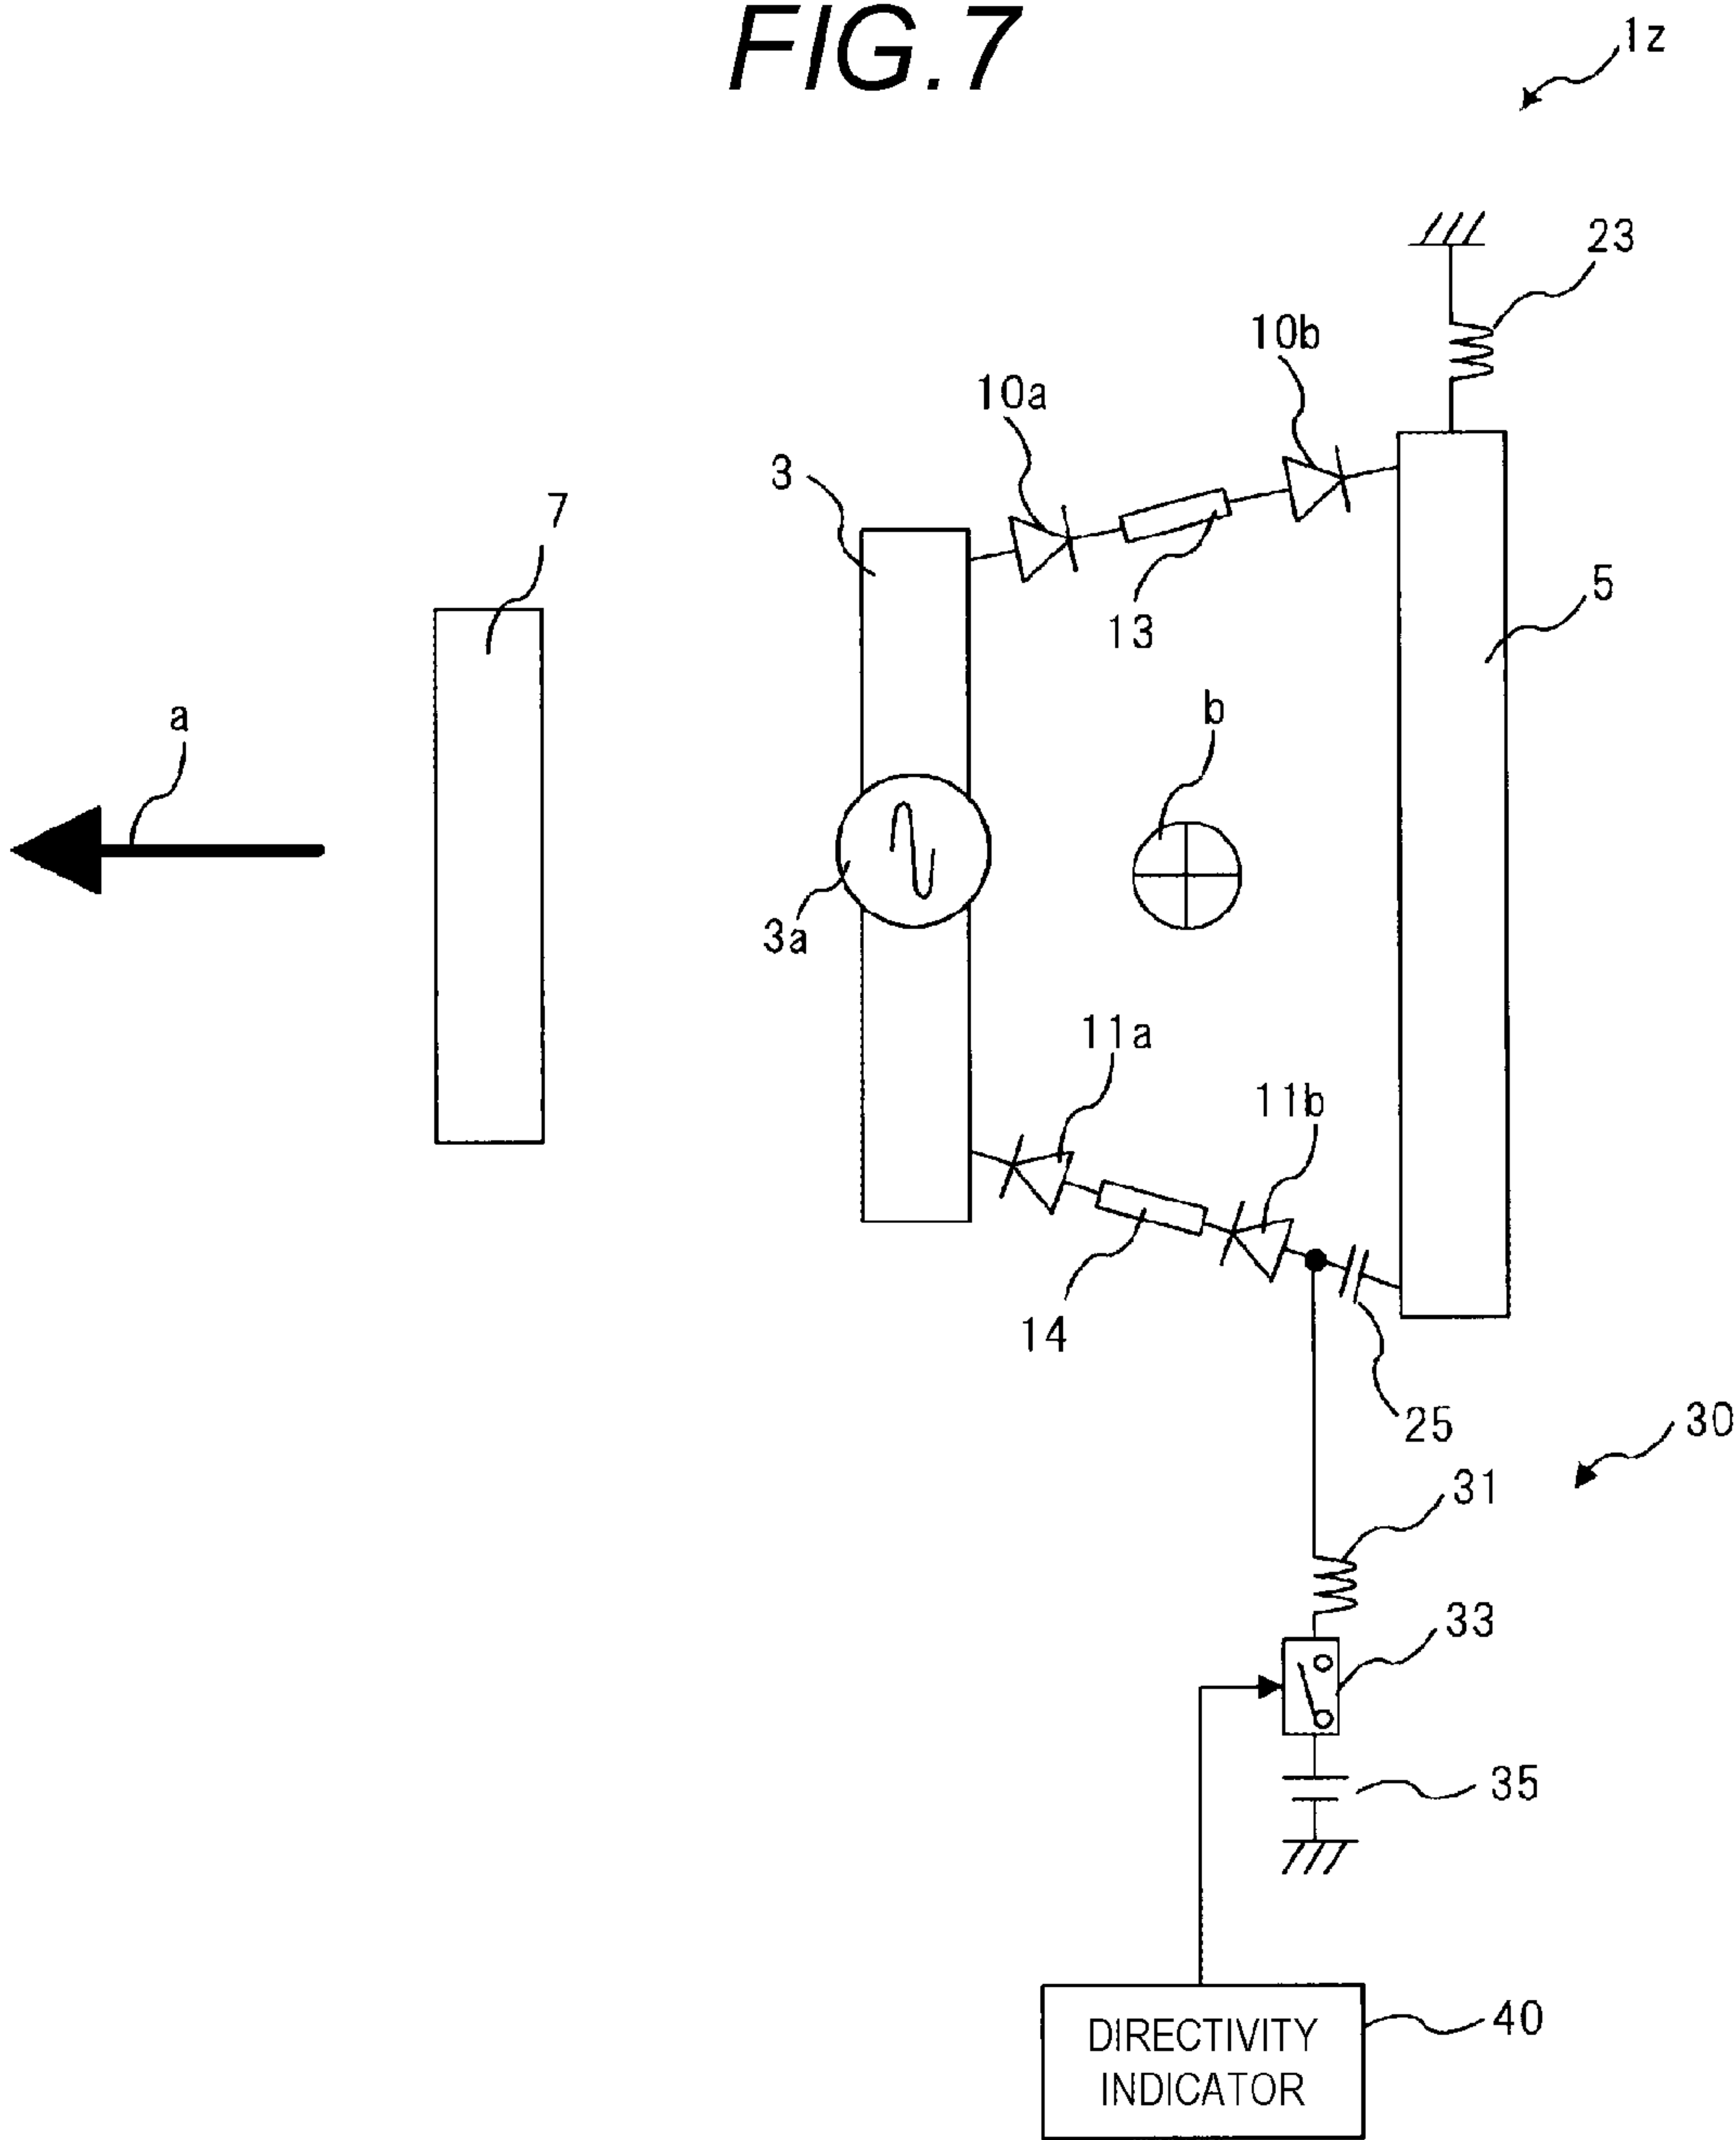 FIG.7
1z
23
10b
10a
3
7
5
13
a
b
3a
11a
11b
14
25
30
31
33
35
40
DIRECTIVITY
INDICATOR